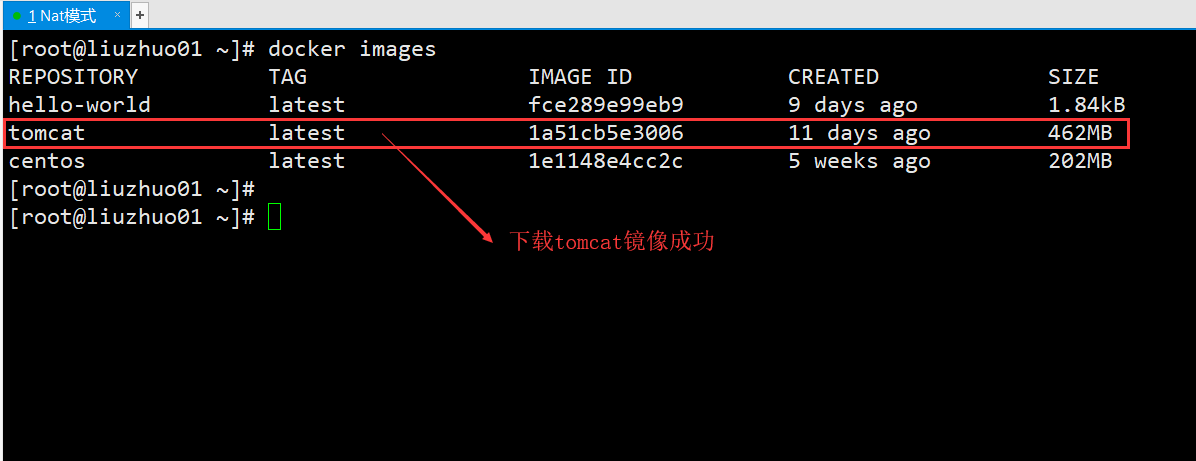 1 Nat模式 × +
[root@liuzhuo01 ~]# docker images
REPOSITORY TAG IMAGE ID CREATED SIZE
hello-world latest fce289e99eb9 9 days ago 1.84kB
tomcat latest 1a51cb5e3006 11 days ago 462MB
centos latest 1e1148e4cc2c 5 weeks ago 202MB
[root@liuzhuo01 ~]#
[root@liuzhuo01 ~]#
下载tomcat镜像成功